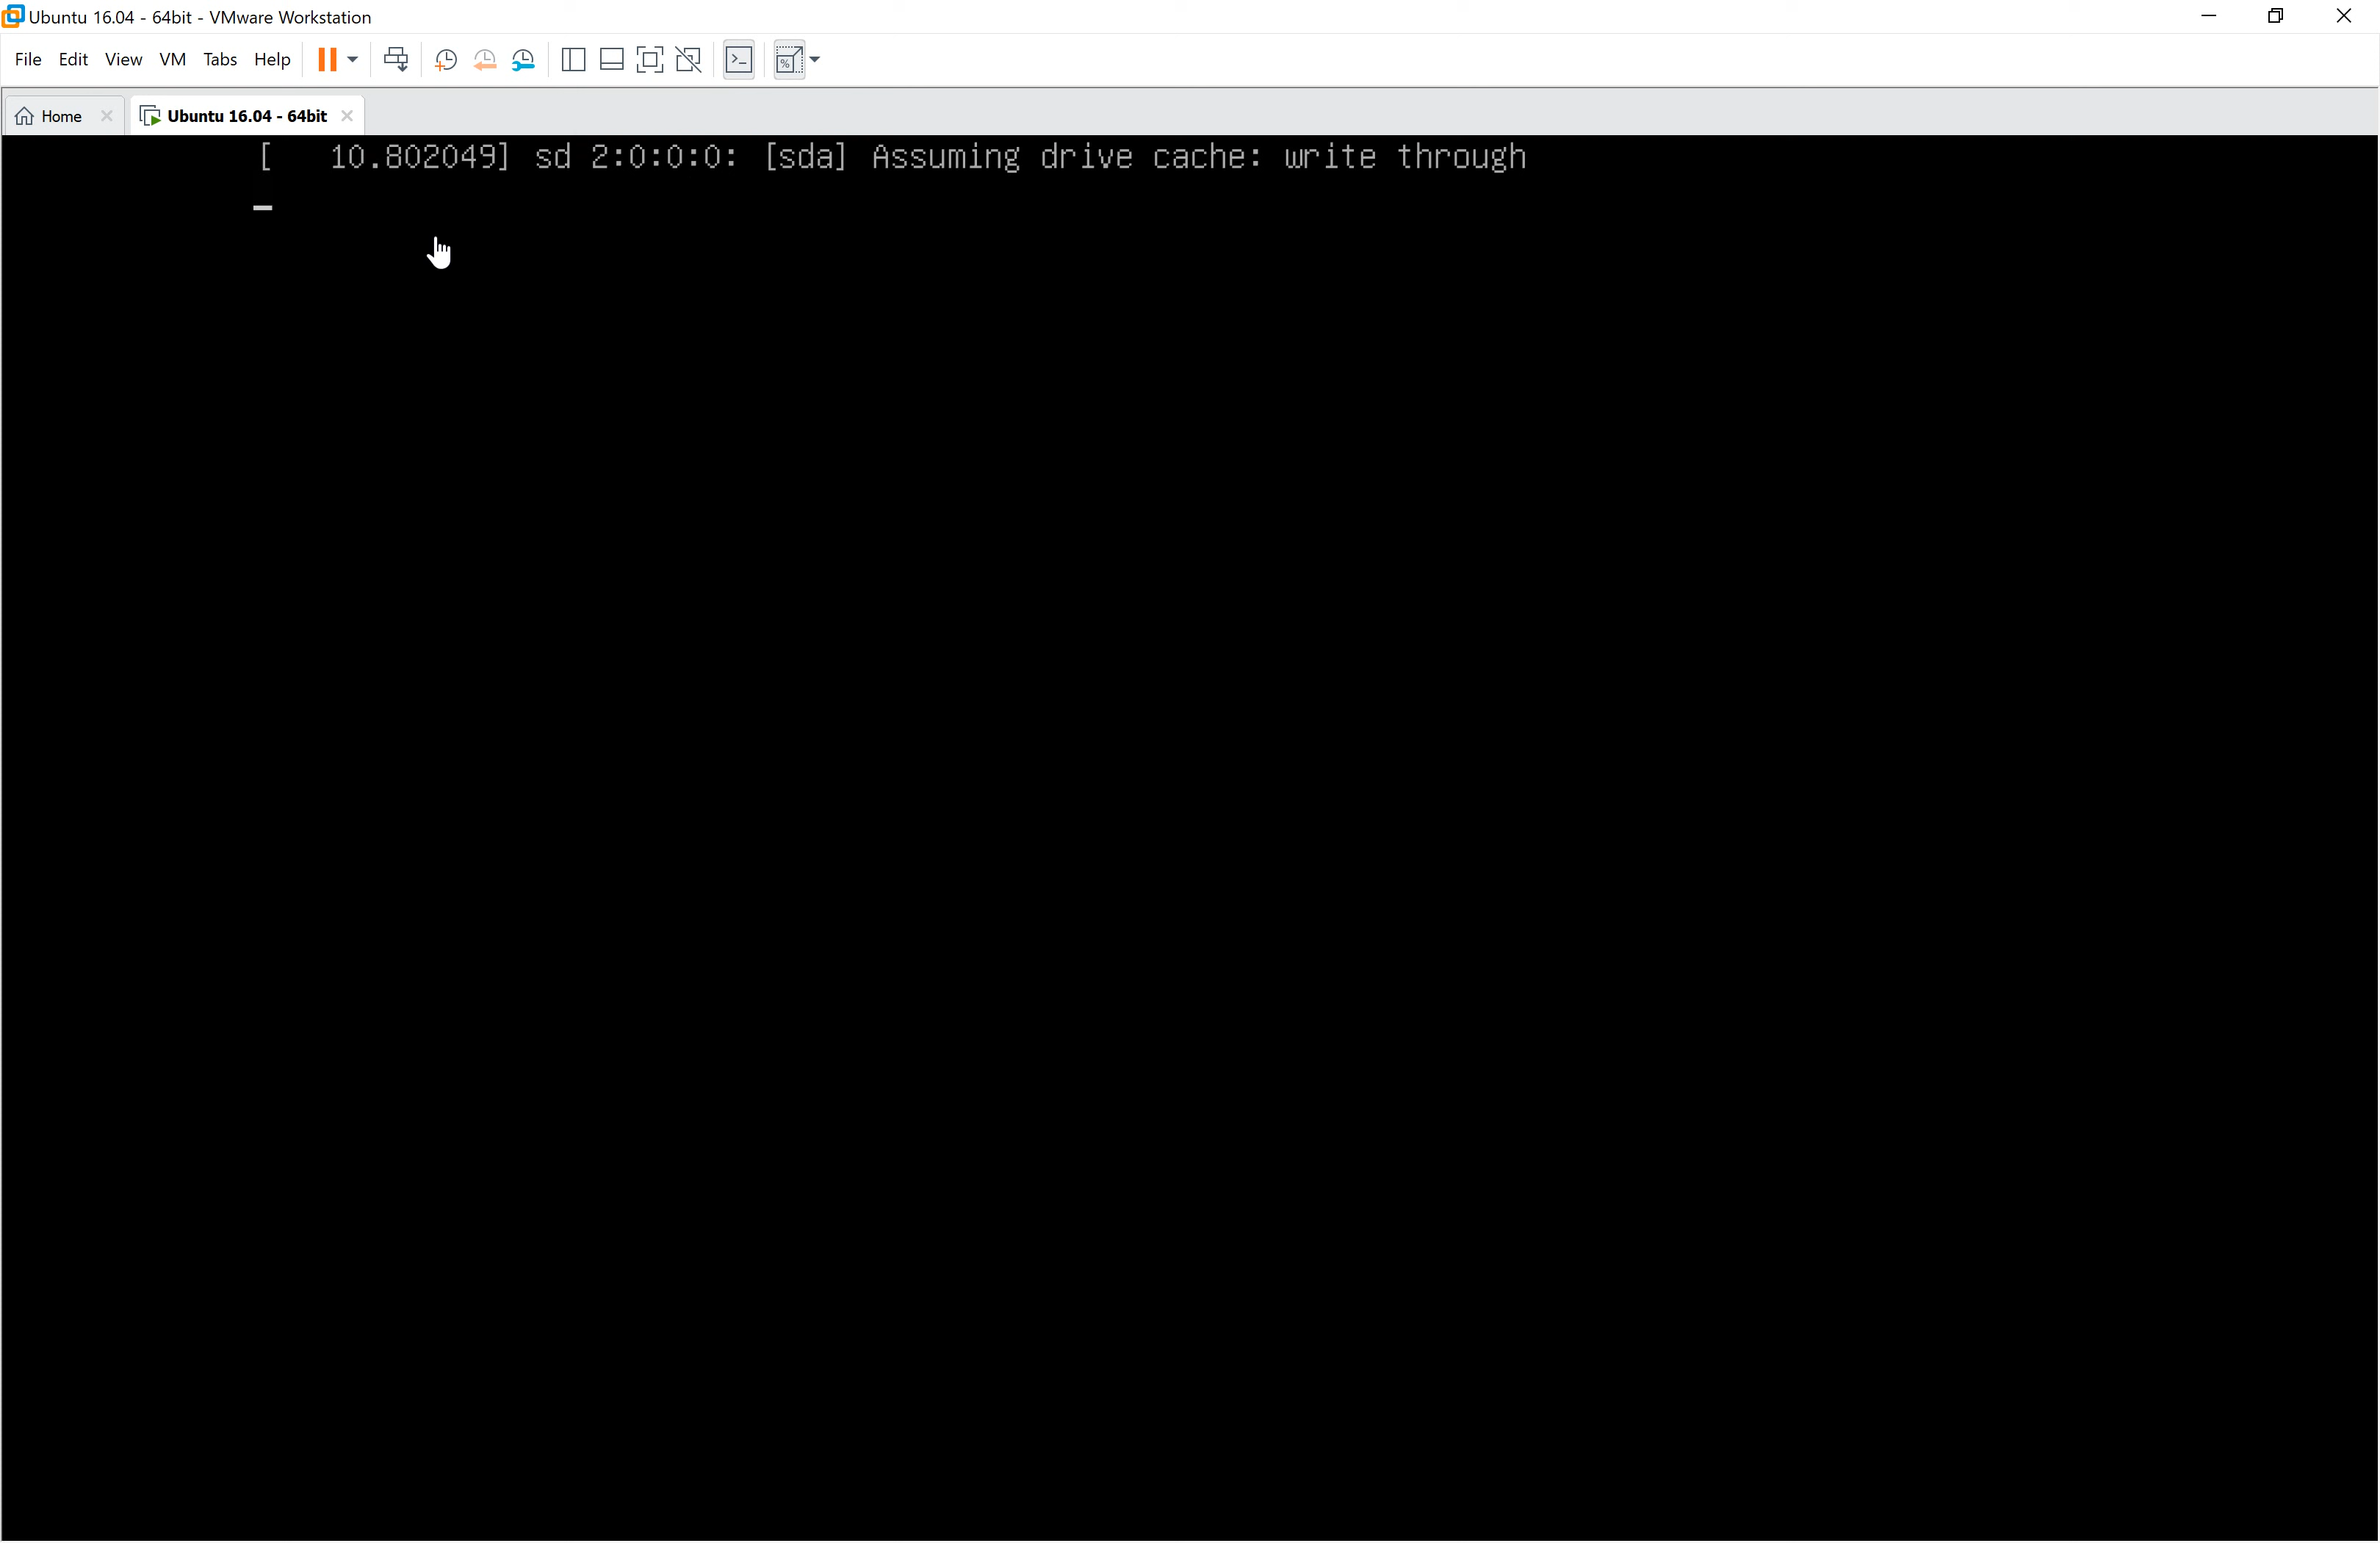 Ubuntu 16.04 - 64bit - VMware Workstation
File Edit View VM Tabs Help
Home Ubuntu 16.04 - 64bit
[   10.802049] sd 2:0:0:0: [sda] Assuming drive cache: write through